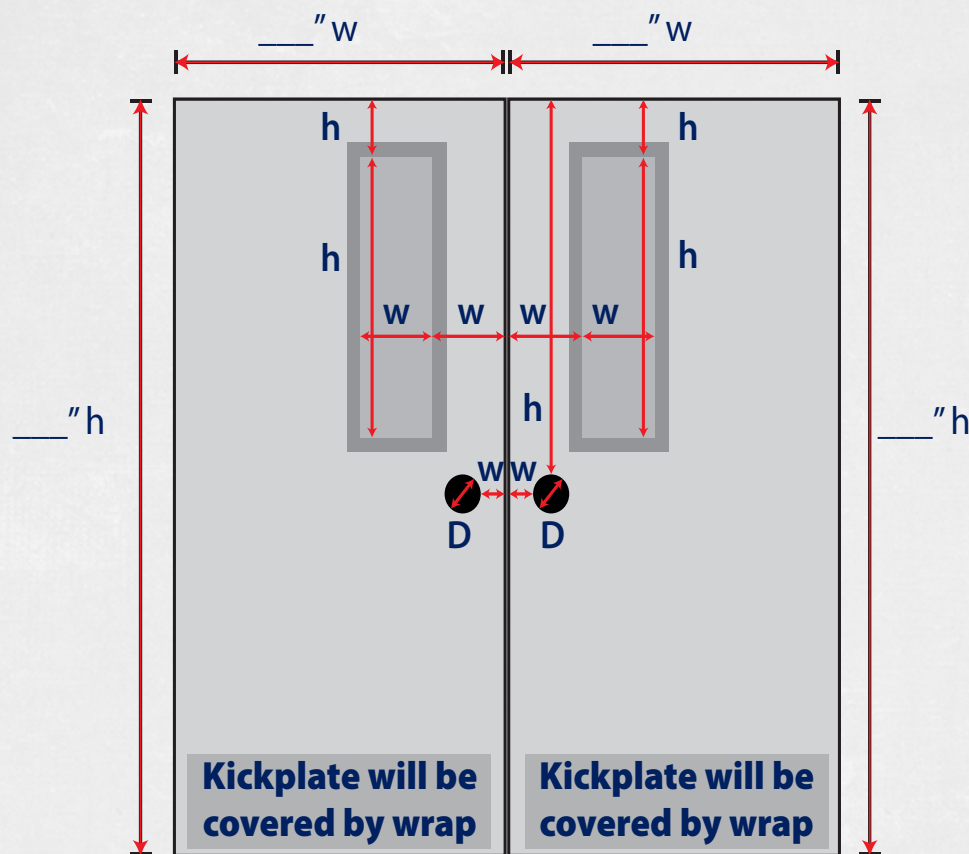 ___” w
___” w
h
h
h
h
w
w
w
w
h
___” h
___” h
w
w
D
D
Kickplate will be
covered by wrap
Kickplate will be
covered by wrap